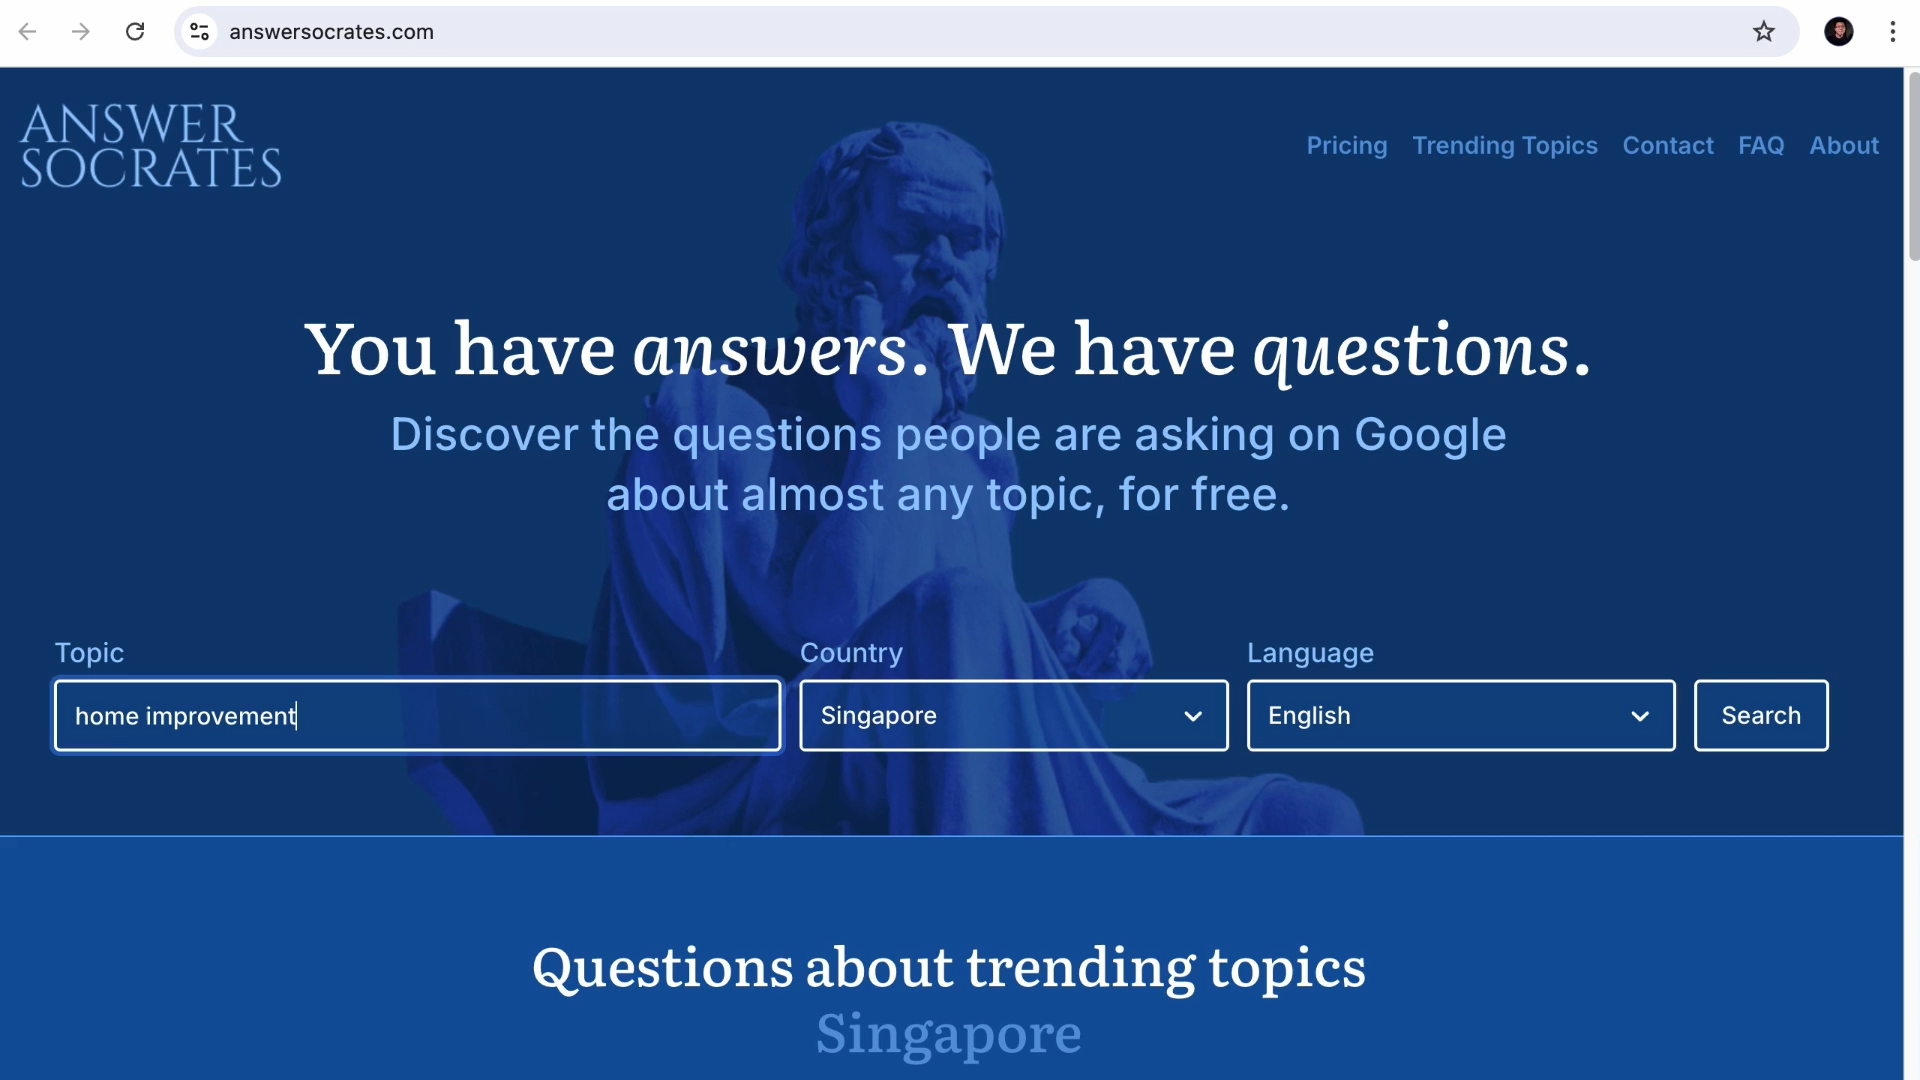 answersocrates.com
ANSWER
SOCRATES
Pricing Trending Topics Contact FAQ About
You have answers. We have questions.
Discover the questions people are asking on Google
about almost any topic, for free.
Topic Country Language
home improvement Singapore English Search
Questions about trending topics
Singapore